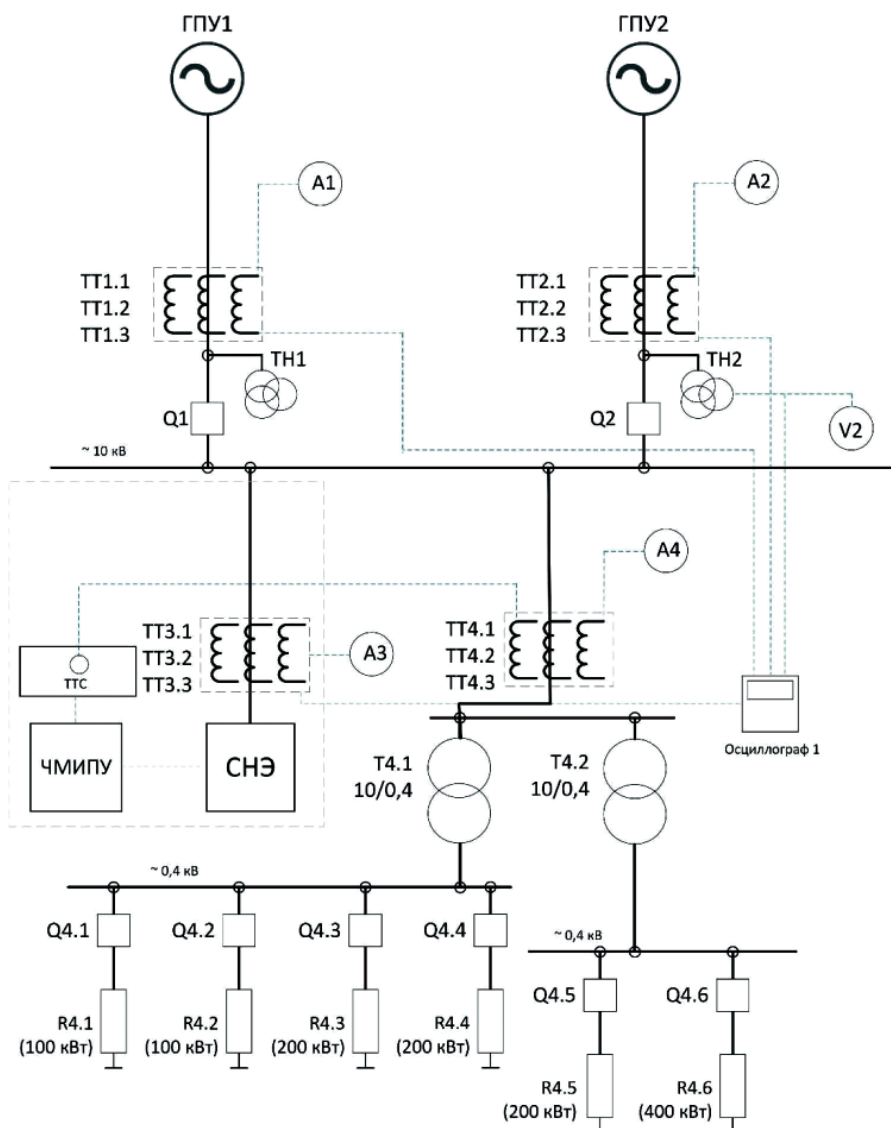 ГПУ1
ГПУ2
А1
А2
ТТ1.1
ТТ1.2
ТТ1.3
ТТ2.1
ТТ2.2
ТТ2.3
ТН1
ТН2
Q1
Q2
V2
~ 10 кВ
А4
ТТ3.1
ТТ3.2
ТТ3.3
А3
ТТ4.1
ТТ4.2
ТТ4.3
ТТС
ЧМИПУ
СНЭ
Осциллограф 1
Т4.1
10/0,4
Т4.2
10/0,4
~ 0,4 кВ
Q4.1
Q4.2
Q4.3
Q4.4
~ 0,4 кВ
Q4.5
Q4.6
R4.1
(100 кВт)
R4.2
(100 кВт)
R4.3
(200 кВт)
R4.4
(200 кВт)
R4.5
(200 кВт)
R4.6
(400 кВт)